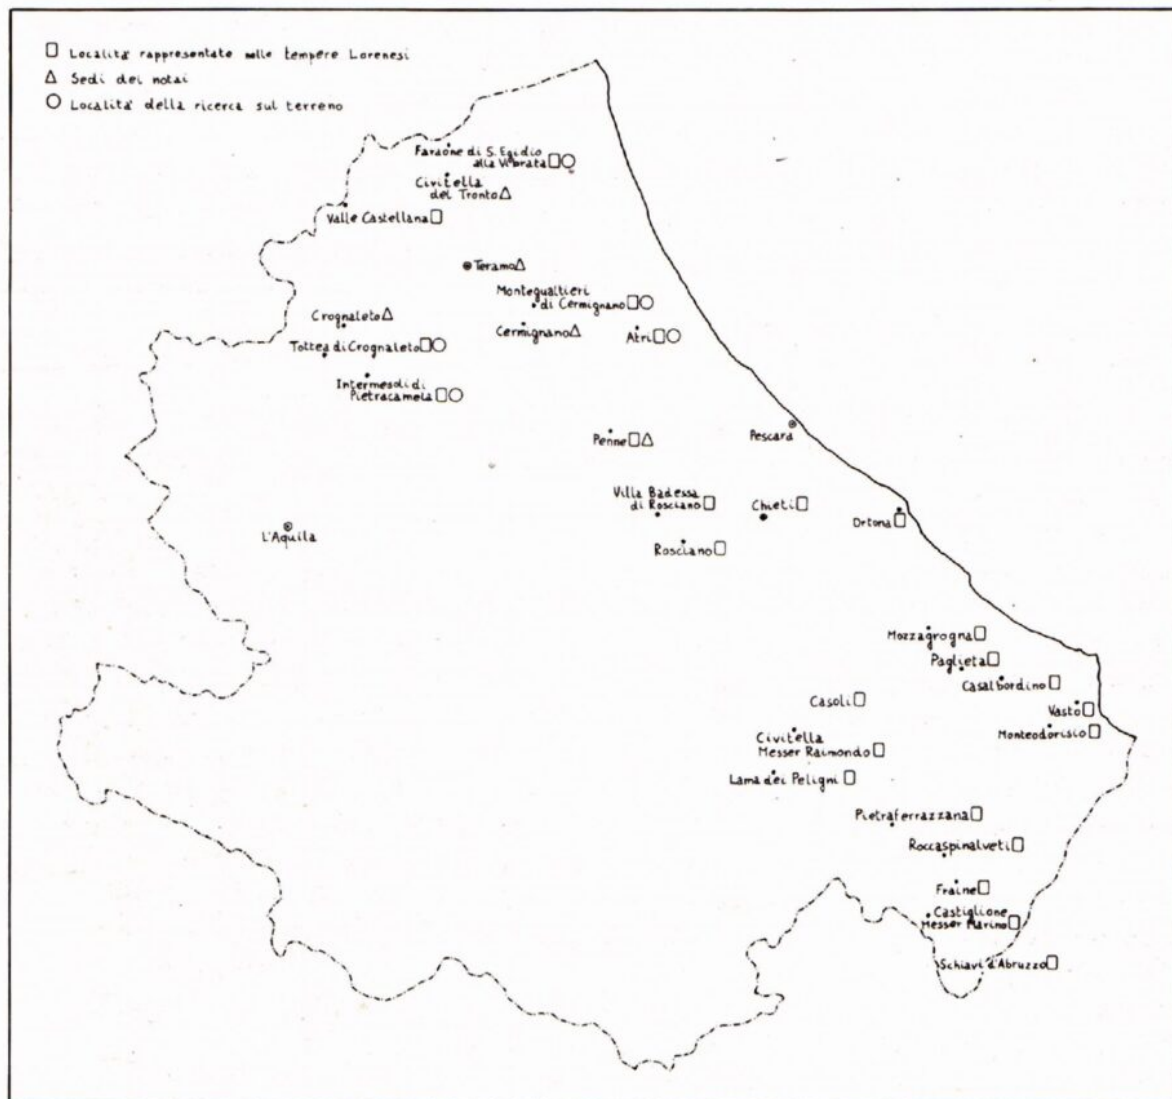 Località rappresentate nelle tempere Lorenesi
Sedi dei notai
Località della ricerca sul terreno
Faraone di S. Egidio
alla Vibrata
Civitella
del Tronto
Valle Castellana
Teramo
Montegualtieri
di Cermignano
Crognaleto
Cermignano
Atri
Tottea di Crognaleto
Intermesoli di
Pietracamela
Penne
Pescara
Villa Badessa
di Rosciano
Chieti
Ortona
L'Aquila
Rosciano
Mozzagrogna
Paglieta
Casalbordino
Casoli
Vasto
Monteodorisio
Civitella
Messer Raimondo
Lama dei Peligni
Pietraferrazzana
Roccaspinalveti
Fraine
Castiglione
Messer Marino
Schiavi d'Abruzzo